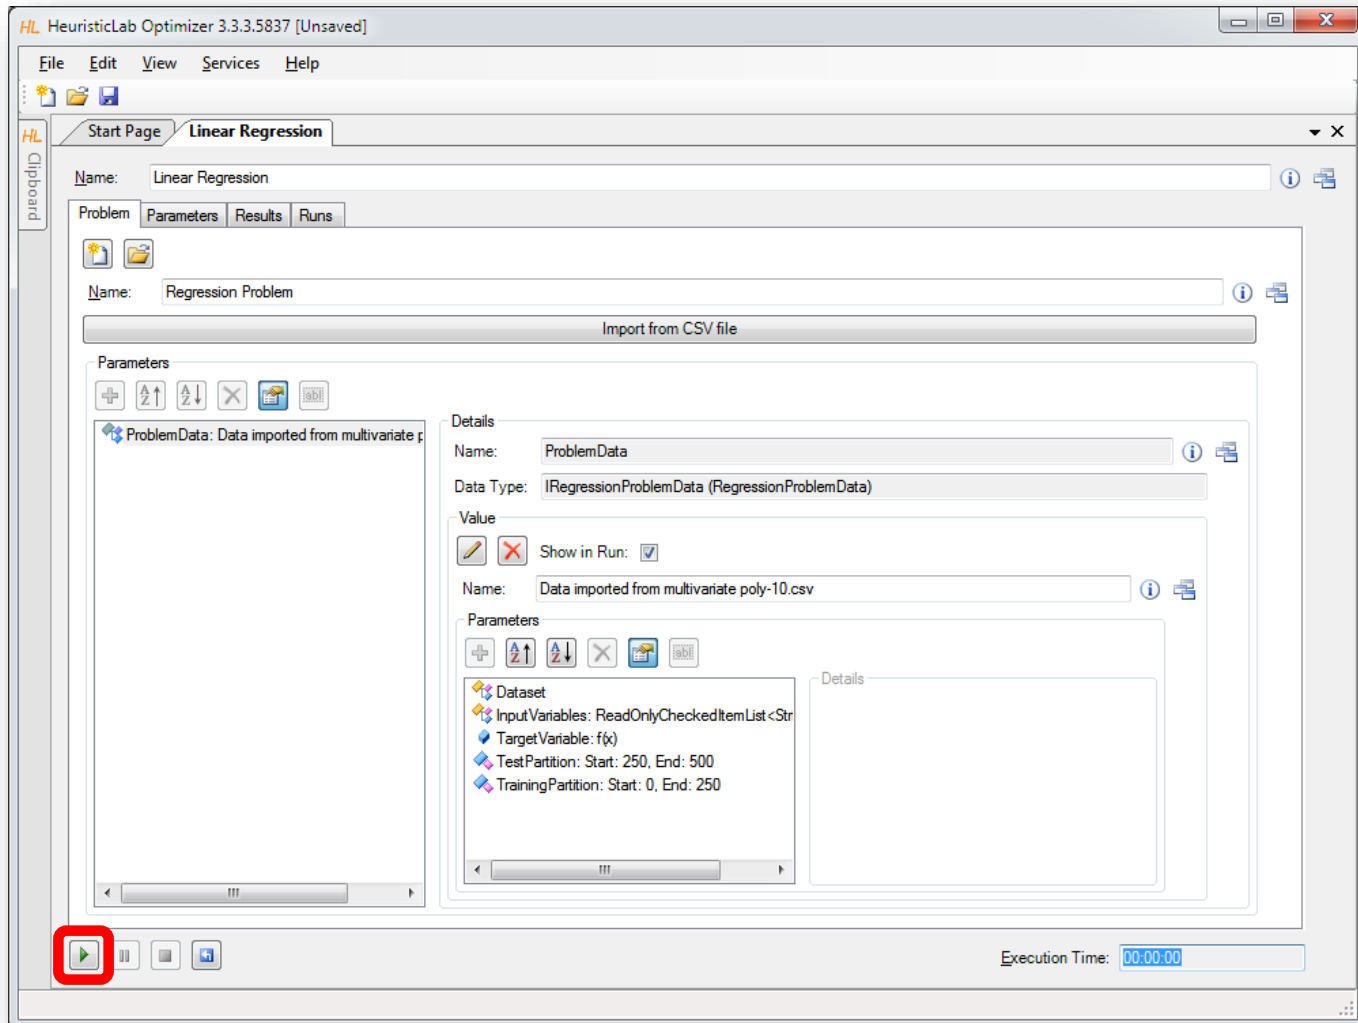 HL HeuristicLab Optimizer 3.3.3.5837 [Unsaved]
File Edit View Services Help
HL Clipboard
Start Page Linear Regression
Name: Linear Regression
Problem Parameters Results Runs
Name: Regression Problem
Import from CSV file
Parameters
ProblemData: Data imported from multivariate p
Details
Name: ProblemData
Data Type: IRegressionProblemData (RegressionProblemData)
Value
Show in Run:
Name: Data imported from multivariate poly-10.csv
Parameters
Dataset
InputVariables: ReadOnlyCheckedItemList<Str
TargetVariable: f(x)
TestPartition: Start: 250, End: 500
TrainingPartition: Start: 0, End: 250
Details
Execution Time: 00:00:00